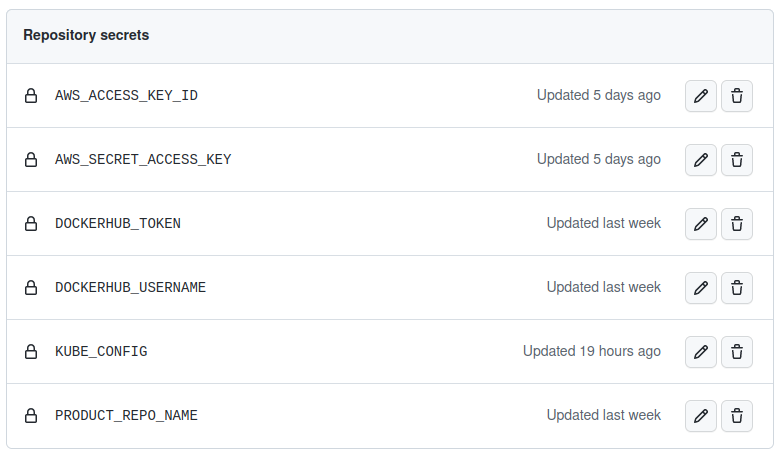 Repository secrets
AWS_ACCESS_KEY_ID Updated 5 days ago
AWS_SECRET_ACCESS_KEY Updated 5 days ago
DOCKERHUB_TOKEN Updated last week
DOCKERHUB_USERNAME Updated last week
KUBE_CONFIG Updated 19 hours ago
PRODUCT_REPO_NAME Updated last week